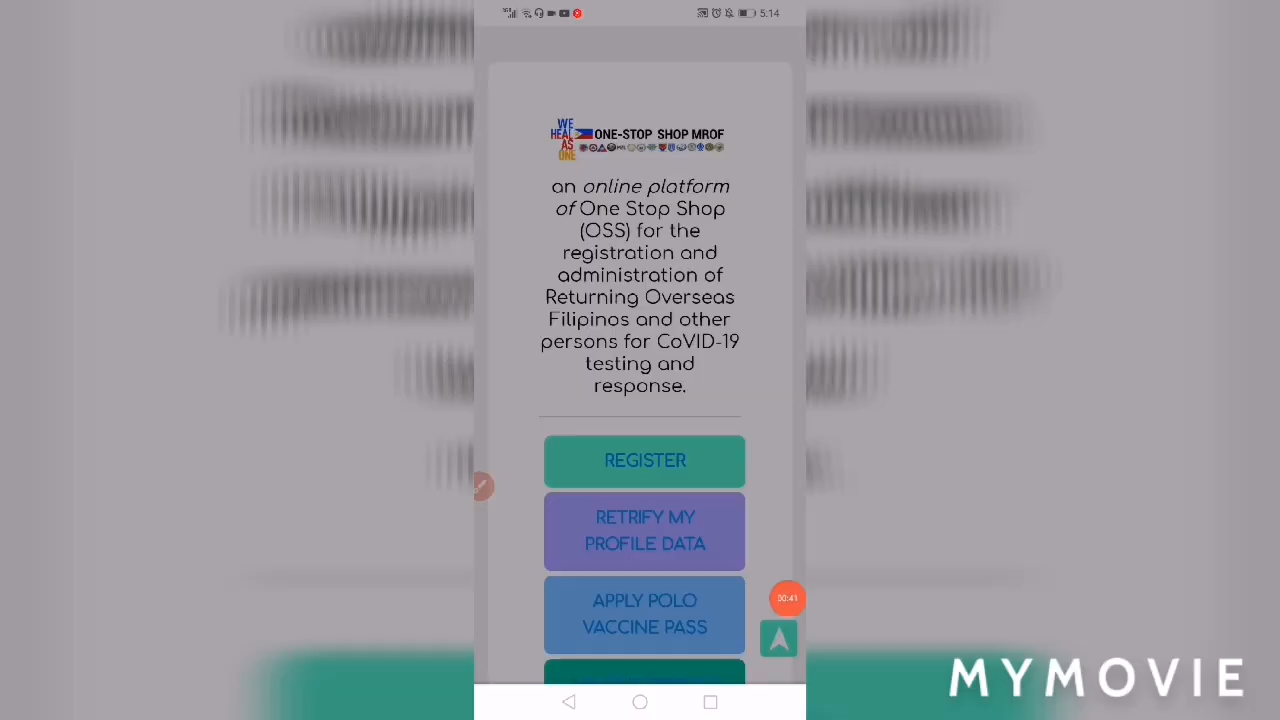 5:14
WE
HEAL
AS
ONE
ONE-STOP SHOP MROF
an online platform
of One Stop Shop
(OSS) for the
registration and
administration of
Returning Overseas
Filipinos and other
persons for CoVID-19
testing and
response.
REGISTER
RETRIFY MY
PROFILE DATA
APPLY POLO
VACCINE PASS
00:41
MYMOVIE